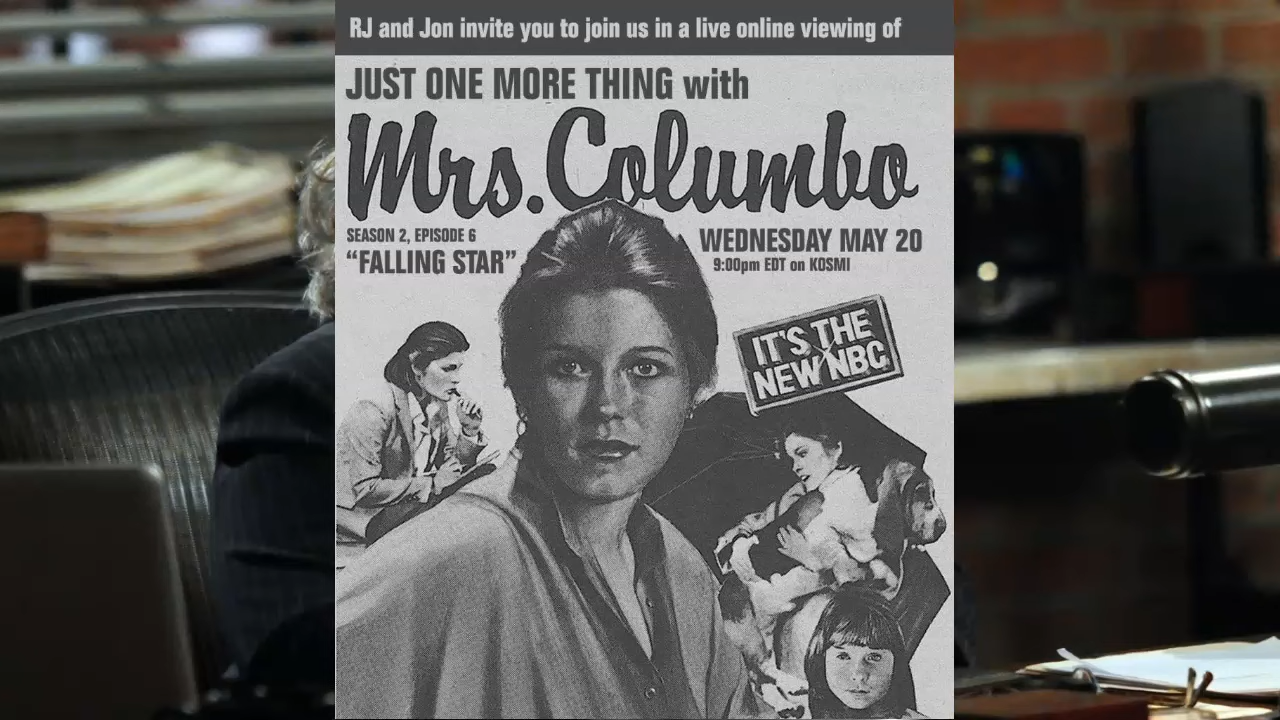 RJ and Jon invite you to join us in a live online viewing of
JUST ONE MORE THING with
Mrs. Columbo
SEASON 2, EPISODE 6
“FALLING STAR”
WEDNESDAY MAY 20
9:00pm EDT on KOSMI
IT'S THE
NEW NBC